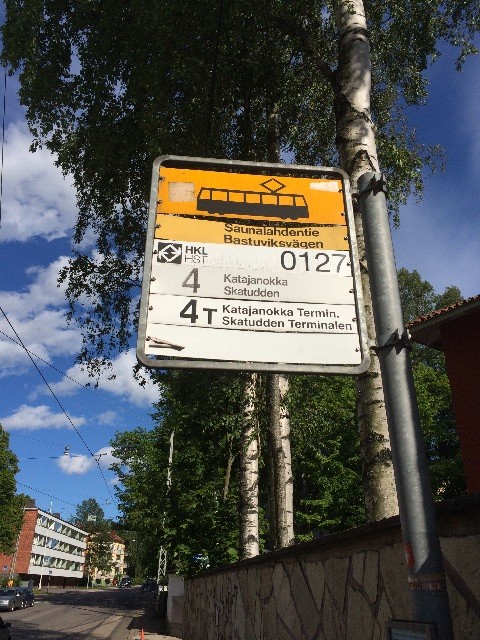 Saunalahdentie
Bastuviksvägen
HKL
HST
0127
4 Katajanokka
Skatudden
4T Katajanokka Termin.
Skatudden Terminalen